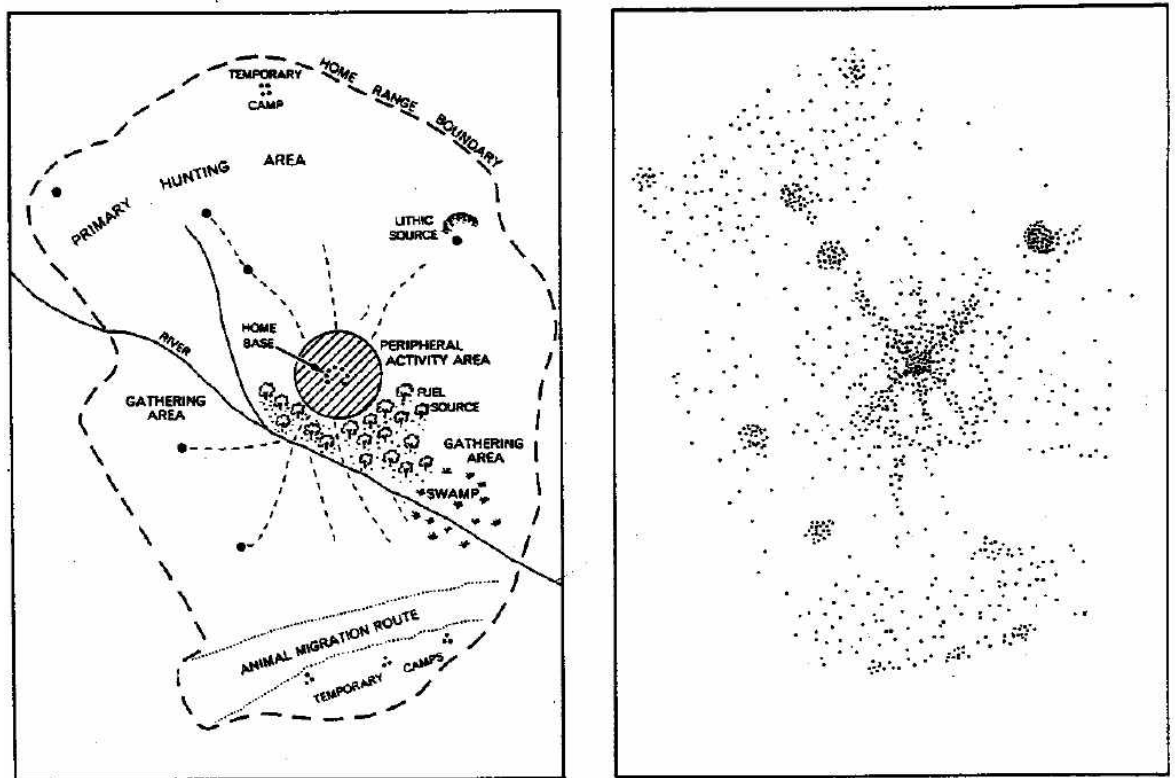 TEMPORARY
CAMP
HOME RANGE BOUNDARY
PRIMARY HUNTING AREA
LITHIC
SOURCE
HOME
BASE
RIVER
PERIPHERAL
ACTIVITY AREA
GATHERING
AREA
FUEL
SOURCE
GATHERING
AREA
SWAMP
ANIMAL MIGRATION ROUTE
TEMPORARY CAMPS